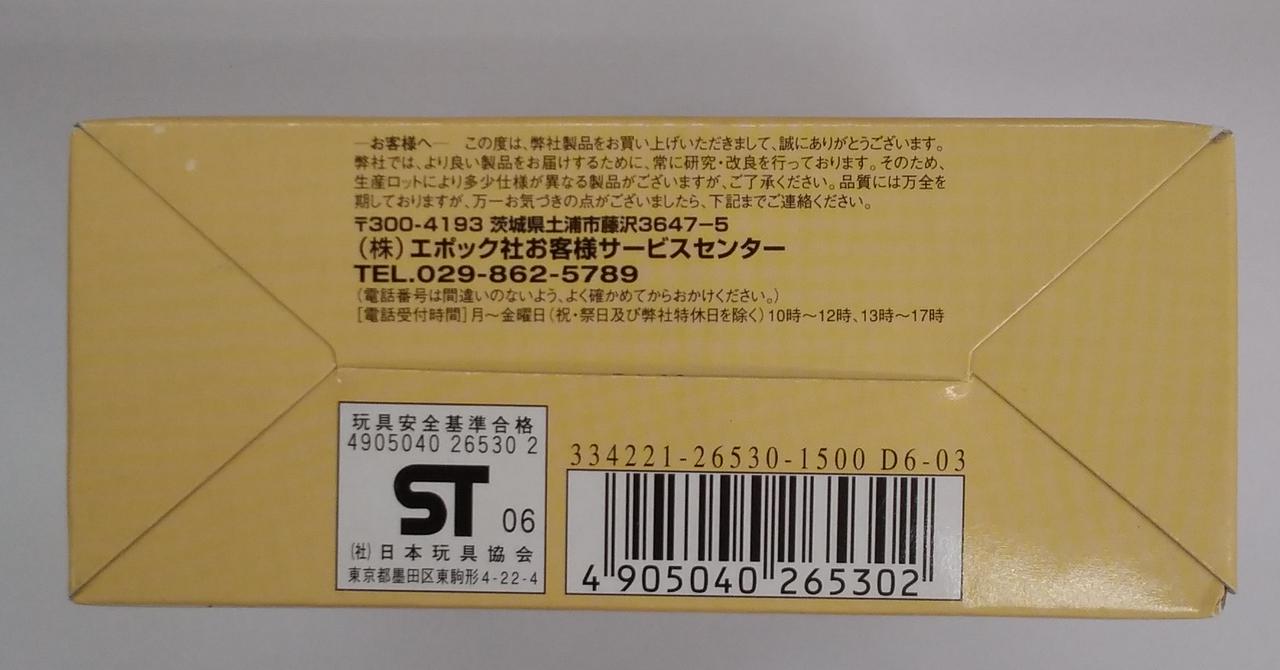 ―お客様へ― この度は、弊社製品をお買い上げいただきまして、誠にありがとうございます。
弊社では、より良い製品をお届けするために、常に研究・改良を行っております。そのため、
生産ロットにより多少仕様が異なる製品がございますが、ご了承ください。品質には万全を
期しておりますが、万一お気づきの点がございましたら、下記までご連絡ください。
〒300-4193 茨城県土浦市藤沢3647-5
(株)エポック社お客様サービスセンター
TEL.029-862-5789
(電話番号は間違いのないよう、よく確かめてからおかけください。)
[電話受付時間]月～金曜日(祝・祭日及び弊社特休日を除く)10時～12時、13時～17時
玩具安全基準合格
4905040 26530 2
ST 06
(社)日本玩具協会
東京都墨田区東駒形4-22-4
334221-26530-1500 D6-03
4 905040 265302